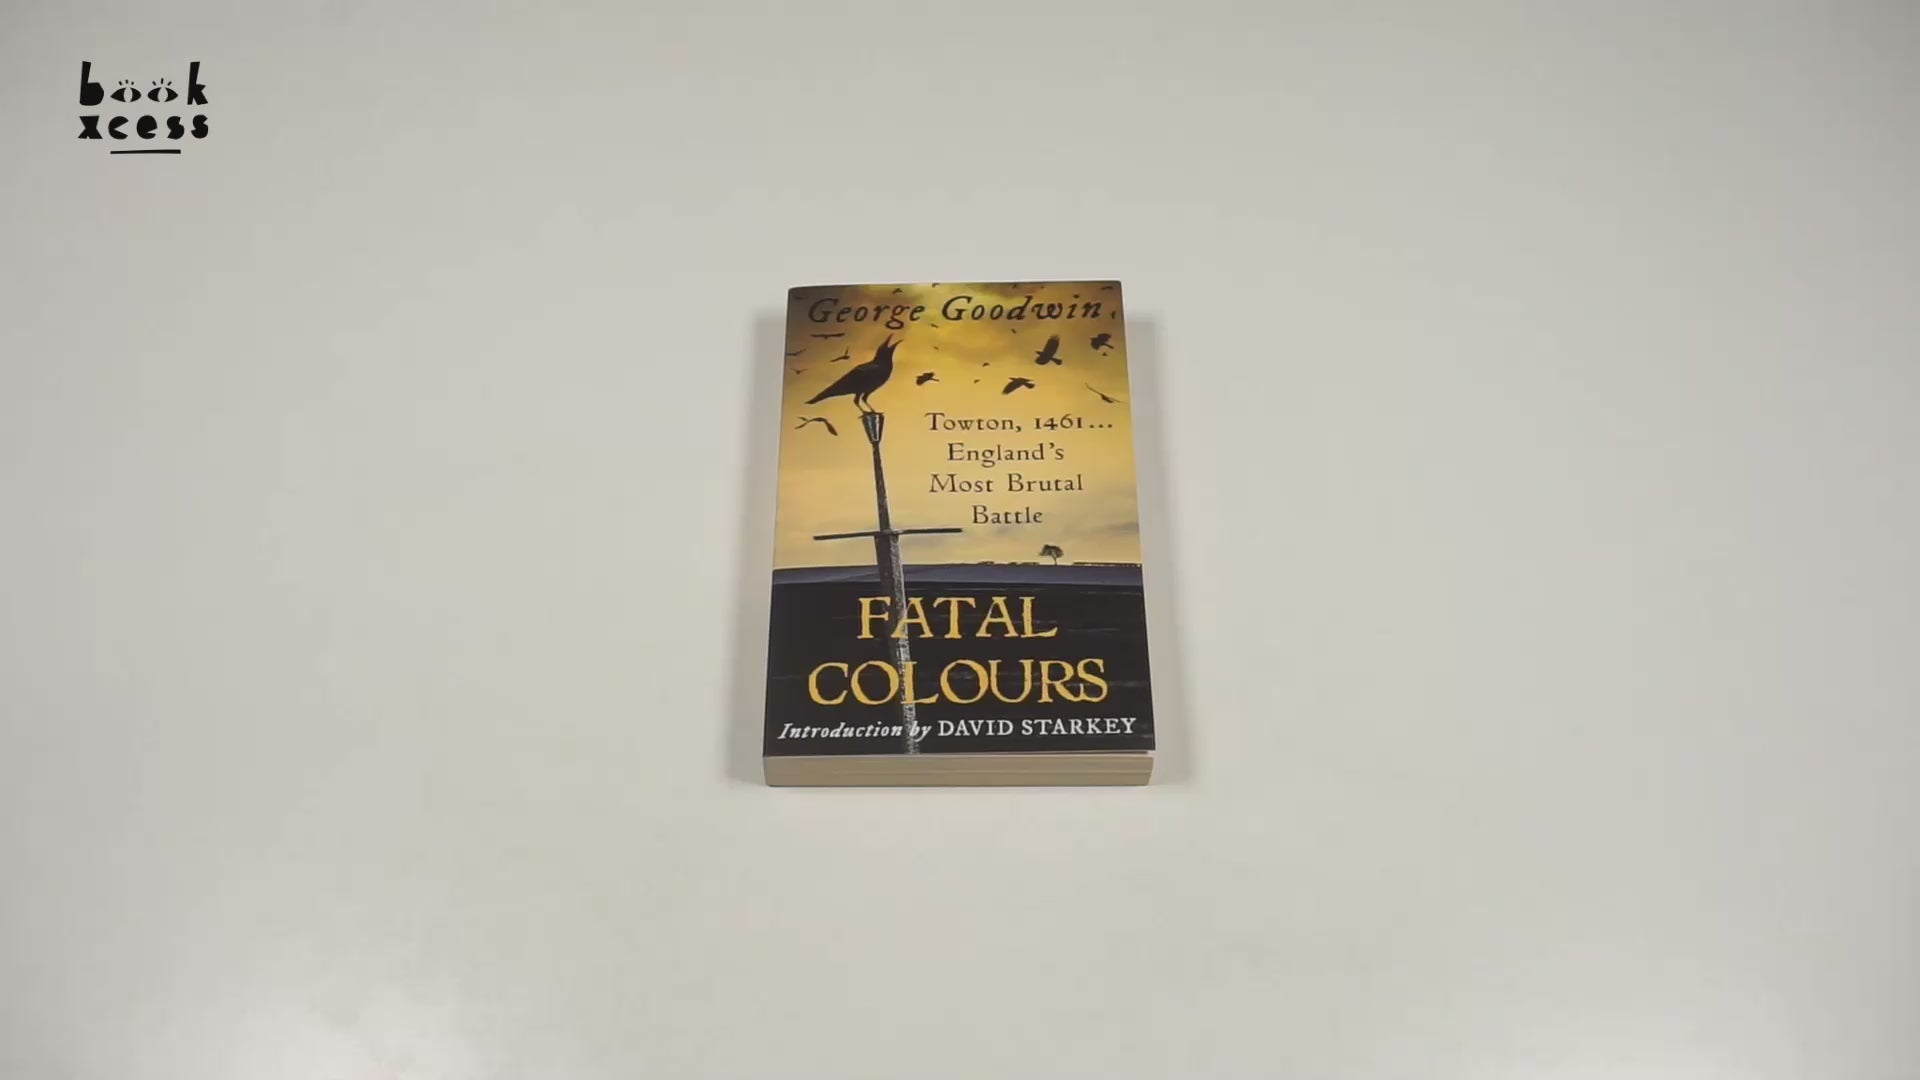 book
xcess
George Goodwin
Towton, 1461...
England's
Most Brutal
Battle
FATAL
COLOURS
Introduction by DAVID STARKEY